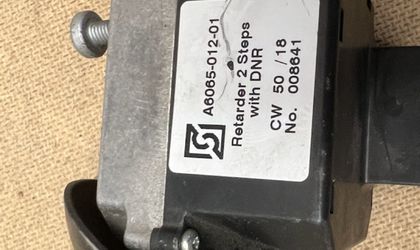 A6065-012-01
Retarder 2 Steps
with DNR
CW 50 / 18
No. 008641